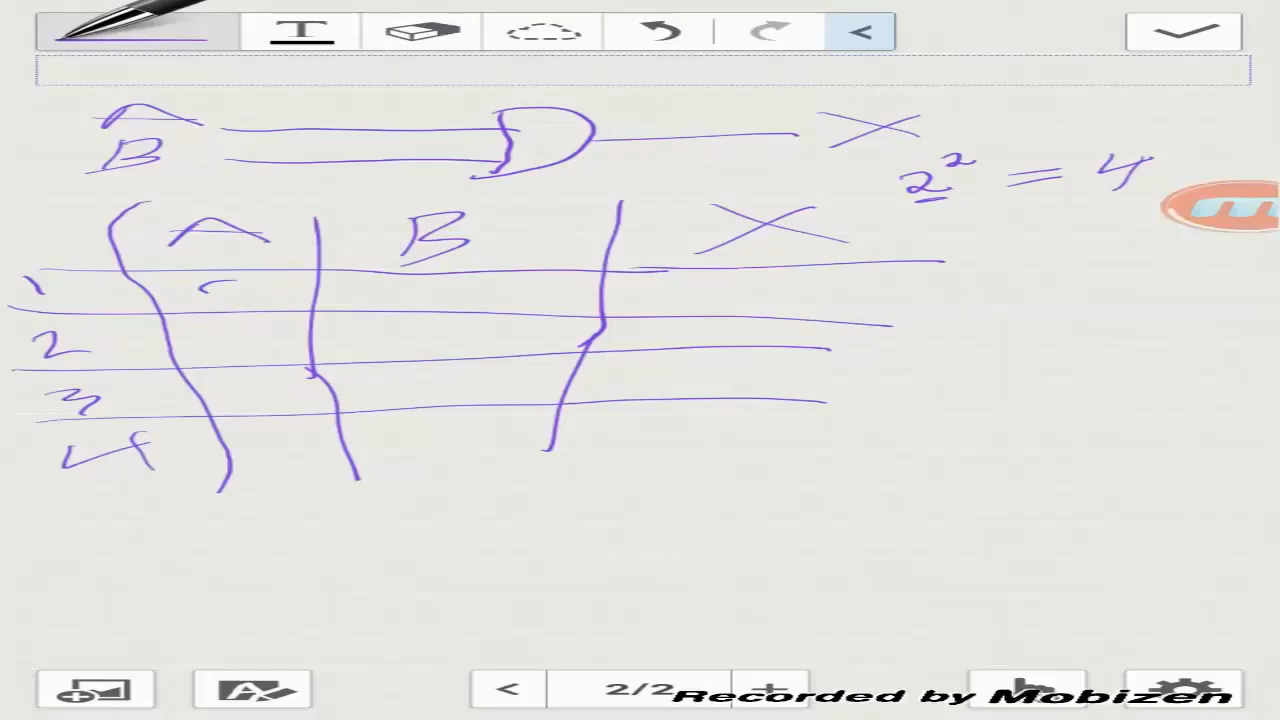 T
<
A
B
X
2² = 4
A B X
1
2
3
4
A
< 2/2 +
Recorded by Mobizen